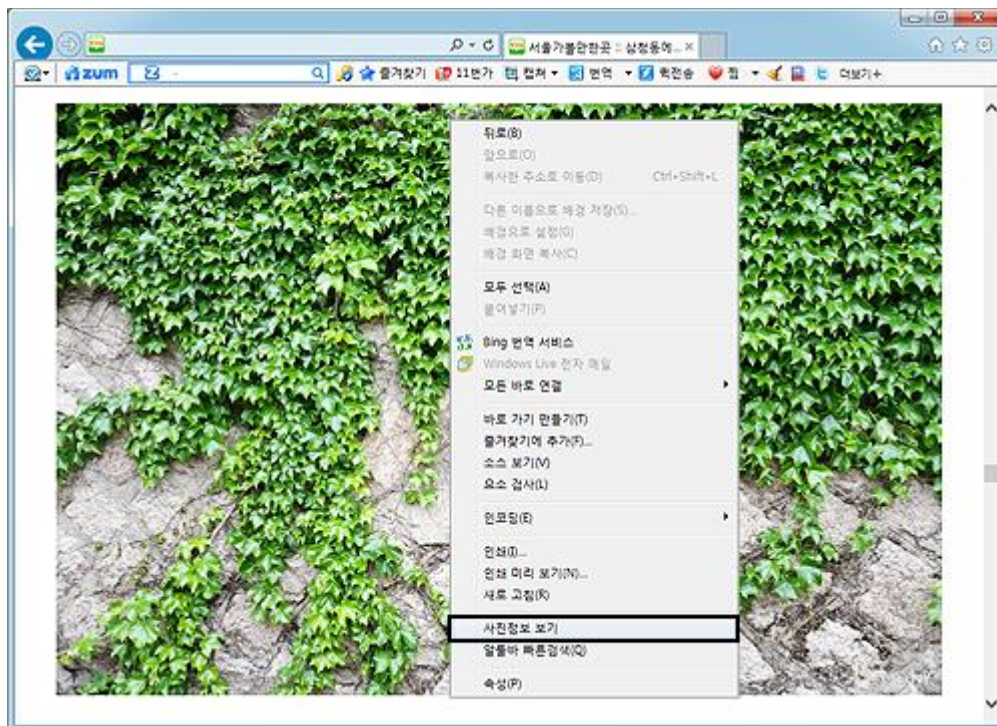 서울가볼만한곳 :: 삼청동에... ×
zum
즐겨찾기 11번가 캡쳐 번역 퀵전송 찜 더보기+
뒤로(B)
앞으로(O)
복사한 주소로 이동(D) Ctrl+Shift+L
다른 이름으로 배경 저장(S)...
배경으로 설정(G)
배경 화면 복사(C)
모두 선택(A)
붙여넣기(P)
Bing 번역 서비스
Windows Live 전자 메일
모든 바로 연결
바로 가기 만들기(T)
즐겨찾기에 추가(F)...
소스 보기(V)
요소 검사(L)
인코딩(E)
인쇄(I)...
인쇄 미리 보기(N)...
새로 고침(R)
사진정보 보기
알툴바 빠른검색(Q)
속성(P)